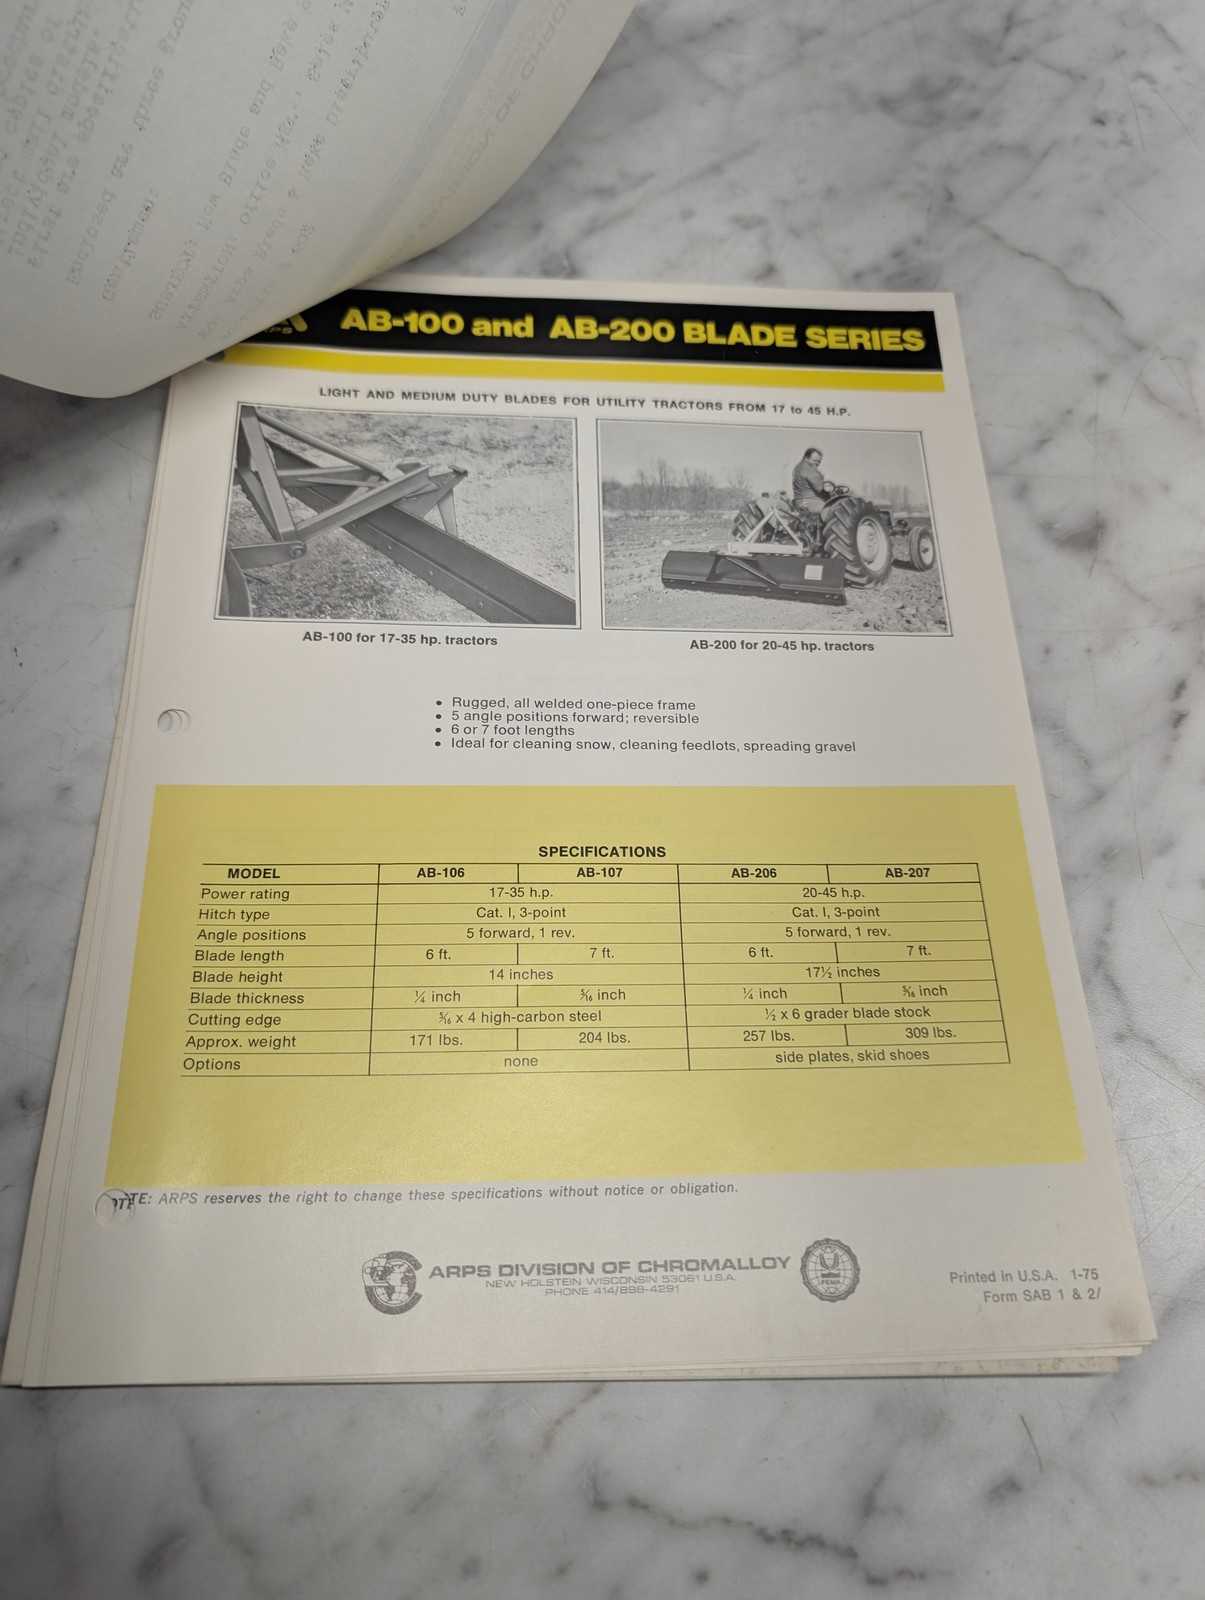 ARPS
AB-100 and AB-200 BLADE SERIES
LIGHT AND MEDIUM DUTY BLADES FOR UTILITY TRACTORS FROM 17 to 45 H.P.
AB-100 for 17-35 hp. tractors
AB-200 for 20-45 hp. tractors
• Rugged, all welded one-piece frame
• 5 angle positions forward; reversible
• 6 or 7 foot lengths
• Ideal for cleaning snow, cleaning feedlots, spreading gravel
SPECIFICATIONS
MODEL AB-106 AB-107 AB-206 AB-207
Power rating 17-35 h.p. 20-45 h.p.
Hitch type Cat. I, 3-point Cat. I, 3-point
Angle positions 5 forward, 1 rev. 5 forward, 1 rev.
Blade length 6 ft. 7 ft. 6 ft. 7 ft.
Blade height 14 inches 17½ inches
Blade thickness ¼ inch 5⁄16 inch ¼ inch 5⁄16 inch
Cutting edge 5⁄16 x 4 high-carbon steel ½ x 6 grader blade stock
Approx. weight 171 lbs. 204 lbs. 257 lbs. 309 lbs.
Options none side plates, skid shoes
TE: ARPS reserves the right to change these specifications without notice or obligation.
ARPS DIVISION OF CHROMALLOY
NEW HOLSTEIN WISCONSIN 53061 U.S.A.
PHONE 414/898-4291
FEMA
Printed in U.S.A. 1-75
Form SAB 1 & 2/